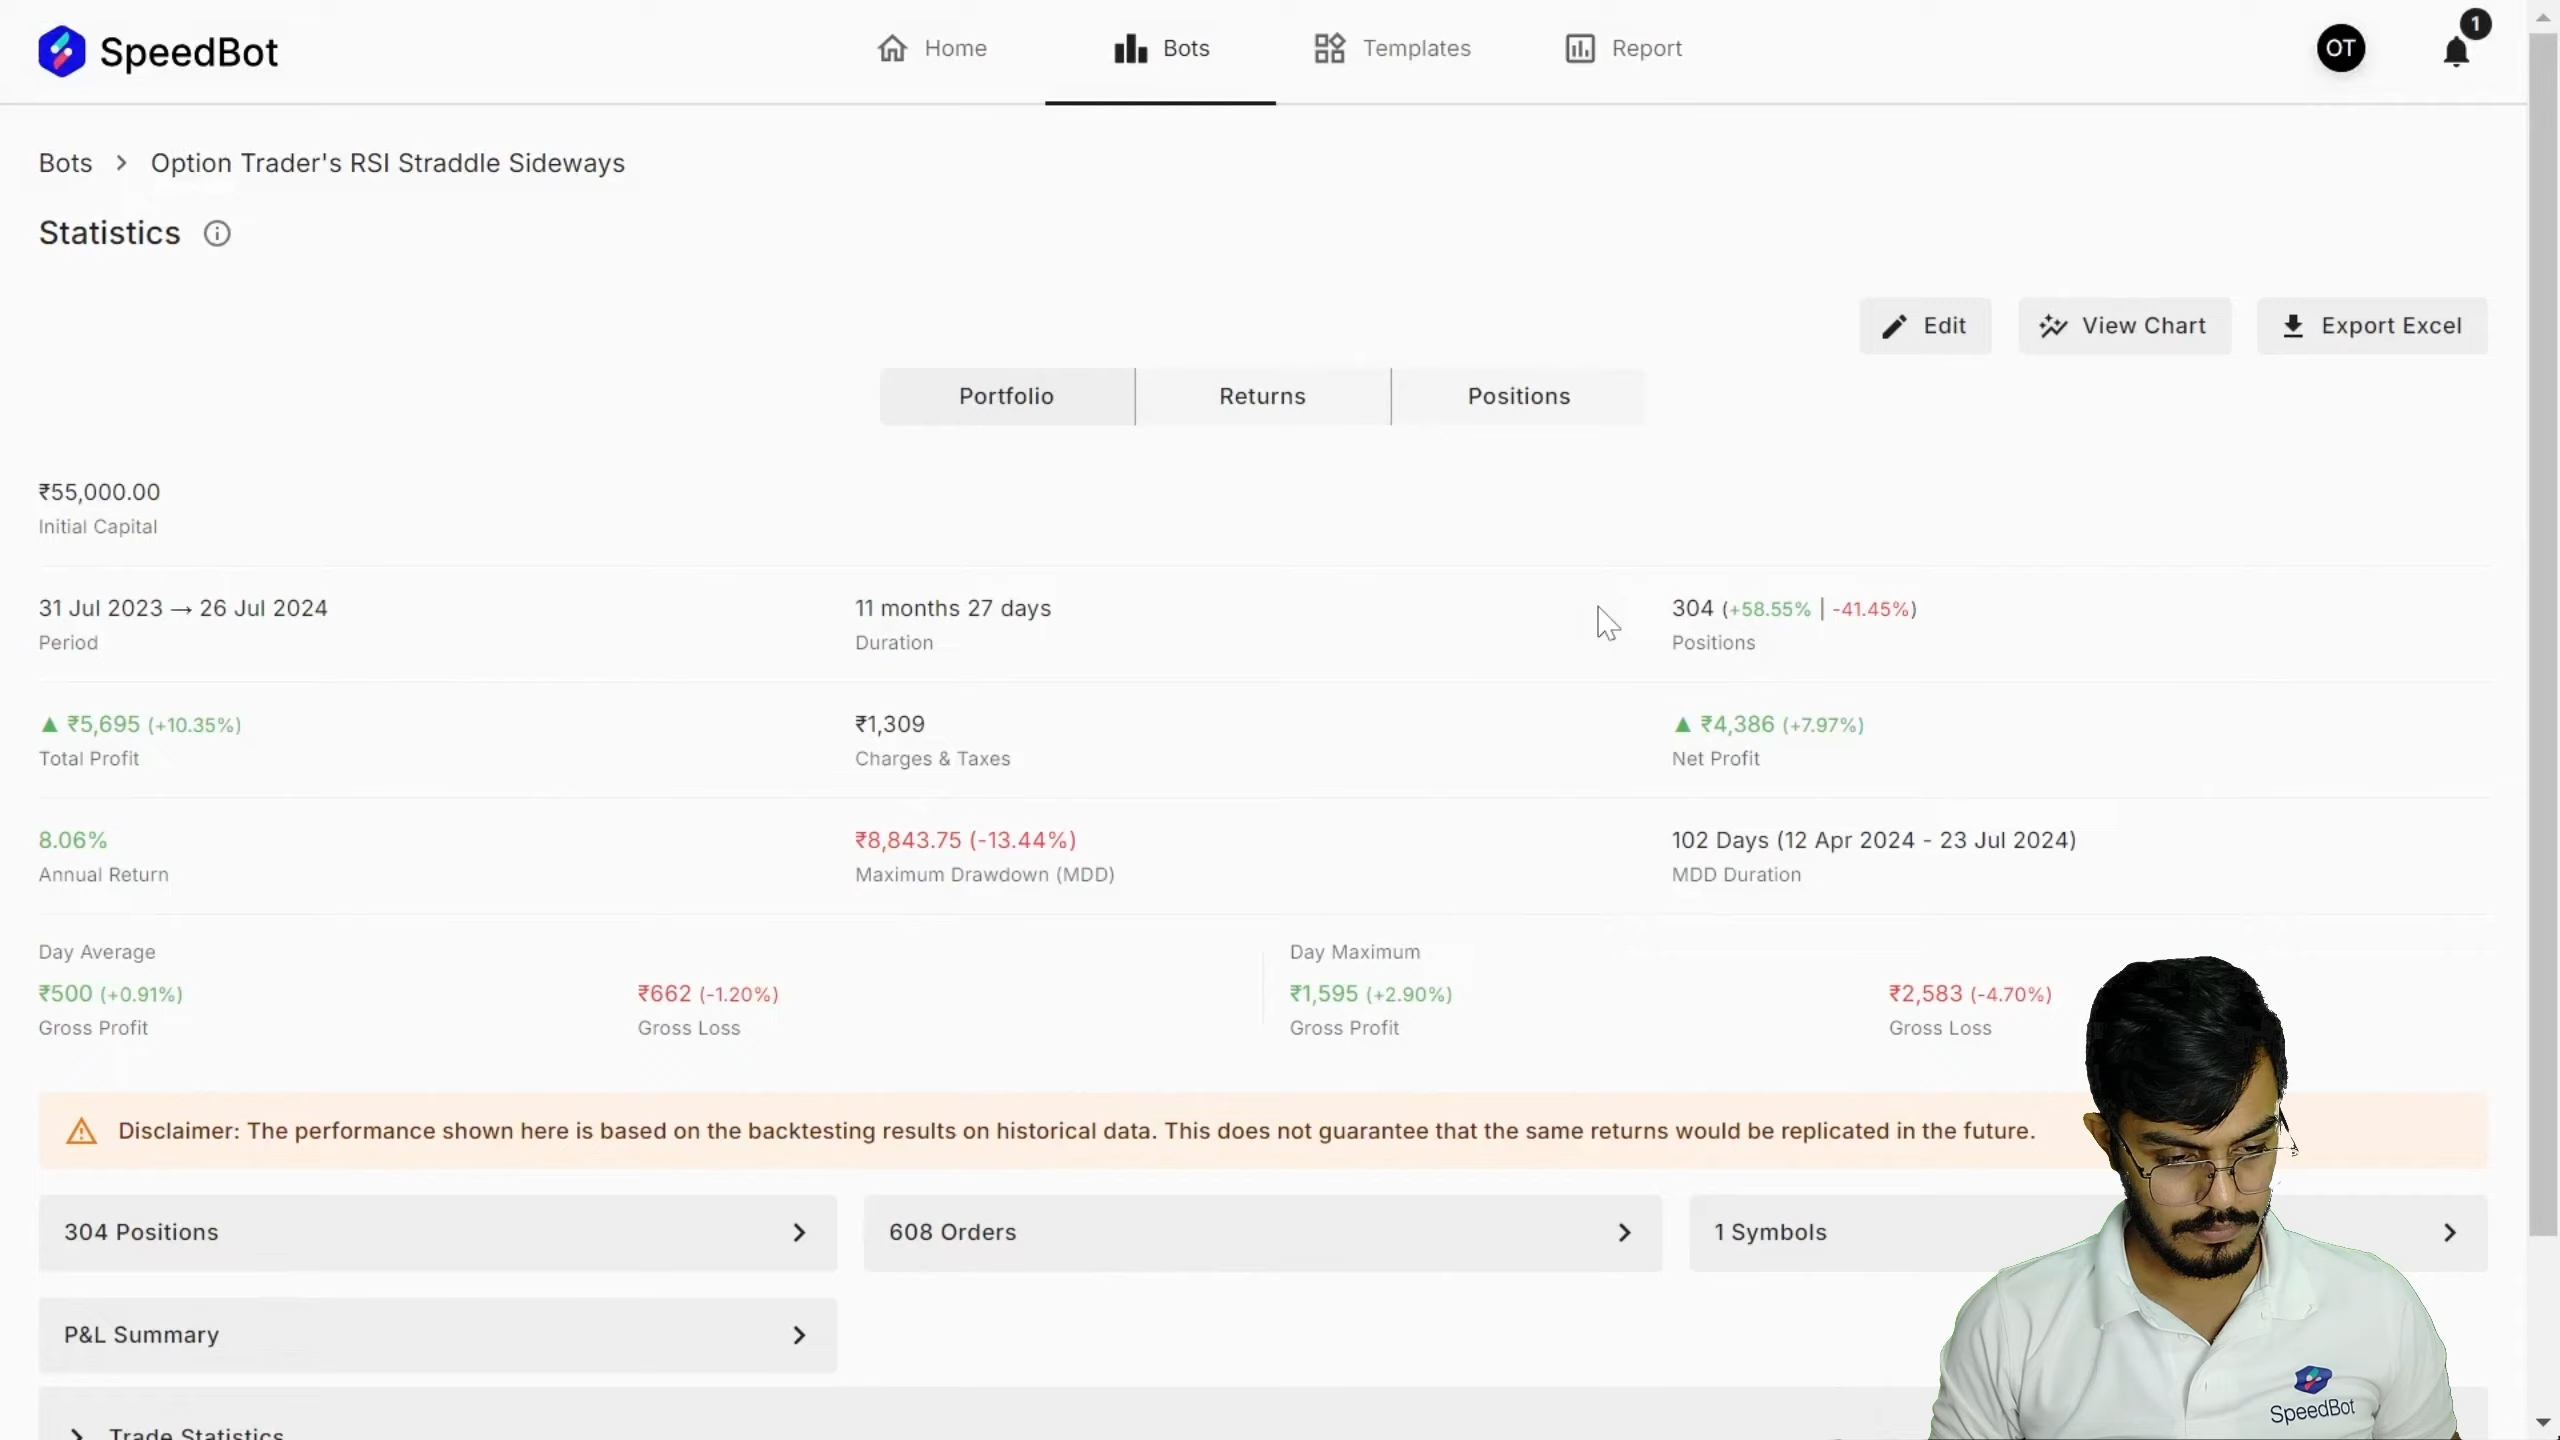 SpeedBot
Home
Bots
Templates
Report
OT
1
Bots > Option Trader's RSI Straddle Sideways
Statistics
Edit
View Chart
Export Excel
Portfolio
Returns
Positions
₹55,000.00
Initial Capital
31 Jul 2023 → 26 Jul 2024
Period
11 months 27 days
Duration
304 (+58.55% | -41.45%)
Positions
▲ ₹5,695 (+10.35%)
Total Profit
₹1,309
Charges & Taxes
▲ ₹4,386 (+7.97%)
Net Profit
8.06%
Annual Return
₹8,843.75 (-13.44%)
Maximum Drawdown (MDD)
102 Days (12 Apr 2024 - 23 Jul 2024)
MDD Duration
Day Average
₹500 (+0.91%)
Gross Profit
₹662 (-1.20%)
Gross Loss
Day Maximum
₹1,595 (+2.90%)
Gross Profit
₹2,583 (-4.70%)
Gross Loss
Disclaimer: The performance shown here is based on the backtesting results on historical data. This does not guarantee that the same returns would be replicated in the future.
304 Positions
608 Orders
1 Symbols
P&L Summary
Trade Statistics
SpeedBot